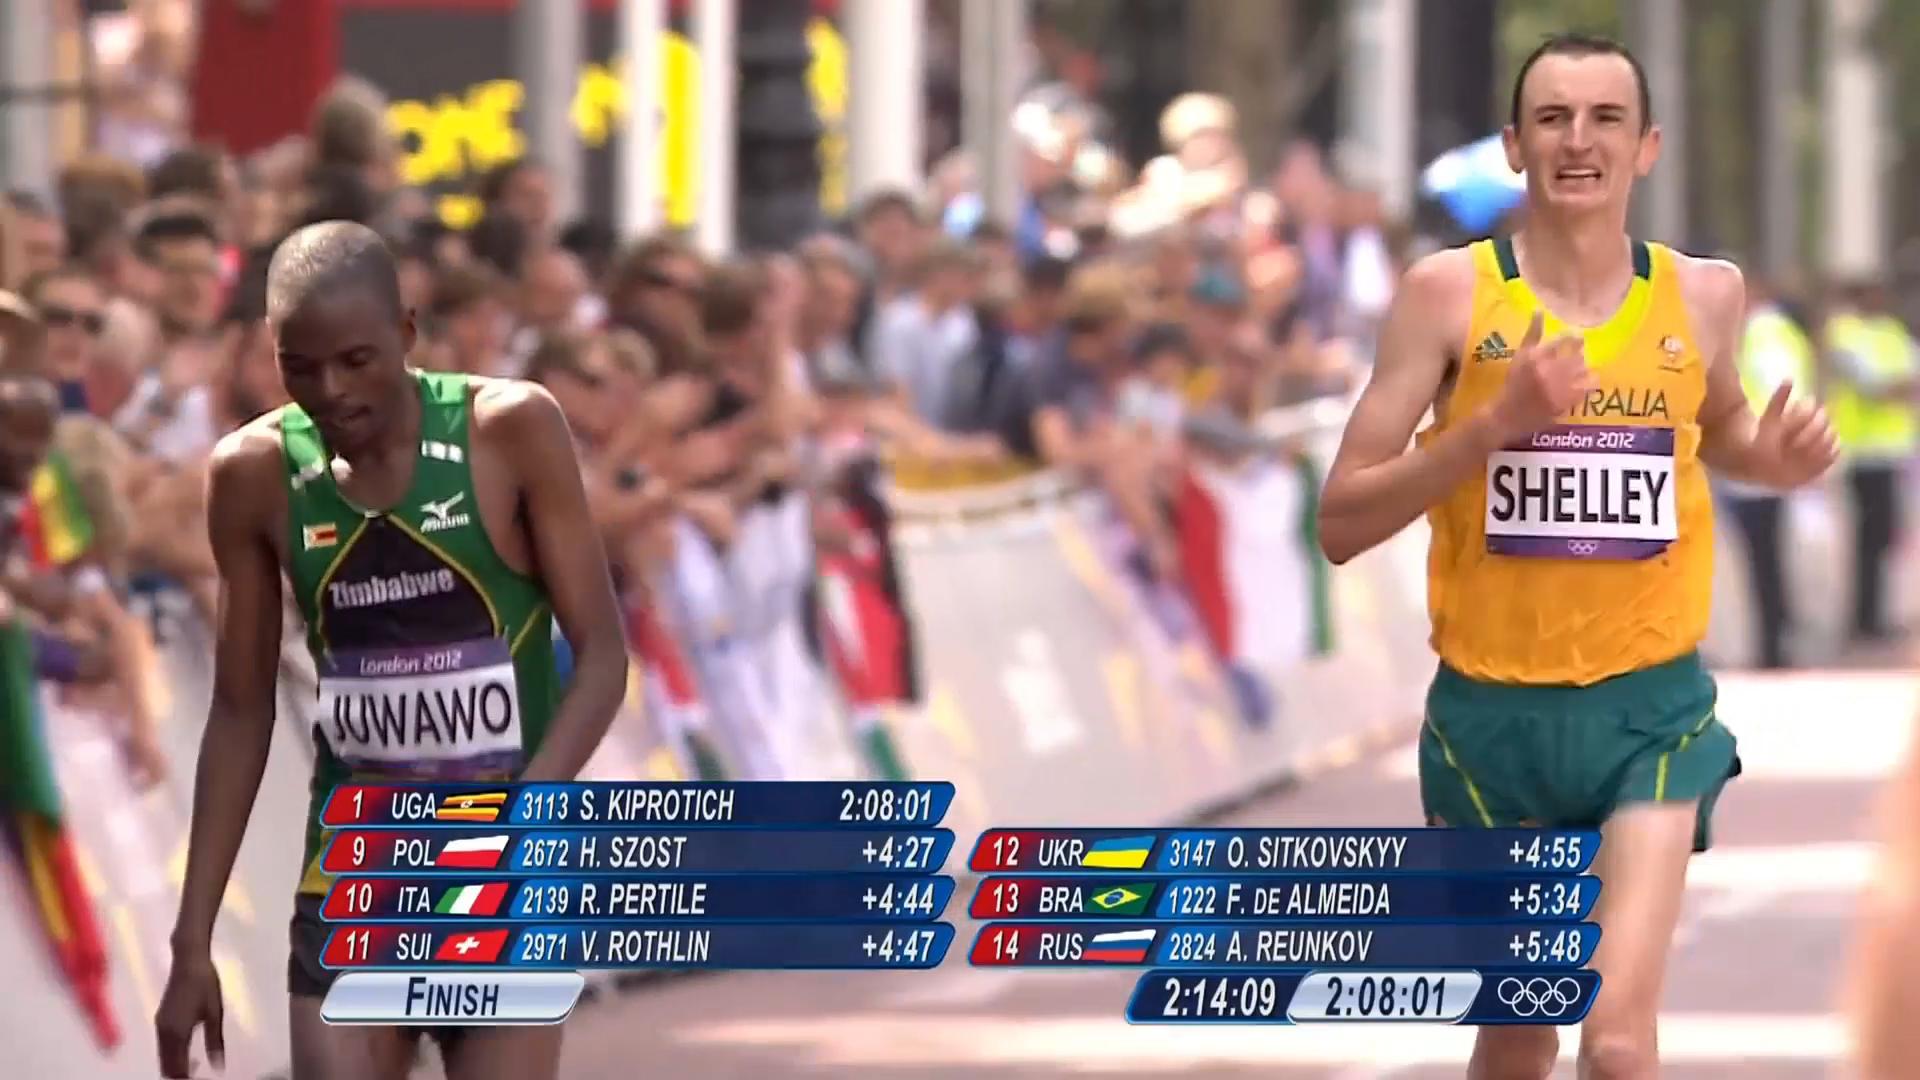 Zimbabwe
MIZUNO
London 2012
JUWAWO
TRALIA
London 2012
SHELLEY
1 UGA 3113 S. KIPROTICH 2:08:01
9 POL 2672 H. SZOST +4:27
10 ITA 2139 R. PERTILE +4:44
11 SUI 2971 V. ROTHLIN +4:47
12 UKR 3147 O. SITKOVSKYY +4:55
13 BRA 1222 F. DE ALMEIDA +5:34
14 RUS 2824 A. REUNKOV +5:48
FINISH
2:14:09 2:08:01